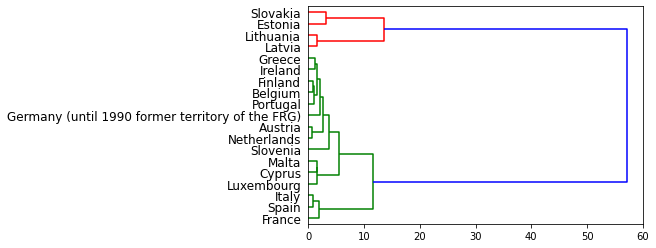 Slovakia
Estonia
Lithuania
Latvia
Greece
Ireland
Finland
Belgium
Portugal
Germany (until 1990 former territory of the FRG)
Austria
Netherlands
Slovenia
Malta
Cyprus
Luxembourg
Italy
Spain
France
0 10 20 30 40 50 60